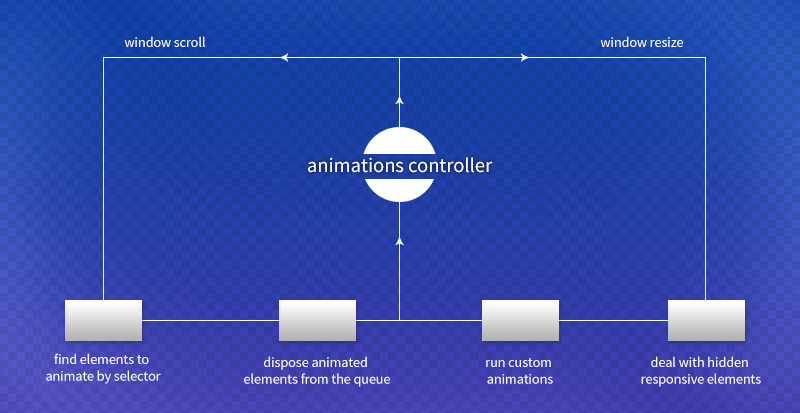 window scroll
window resize
animations controller
find elements to
animate by selector
dispose animated
elements from the queue
run custom
animations
deal with hidden
responsive elements